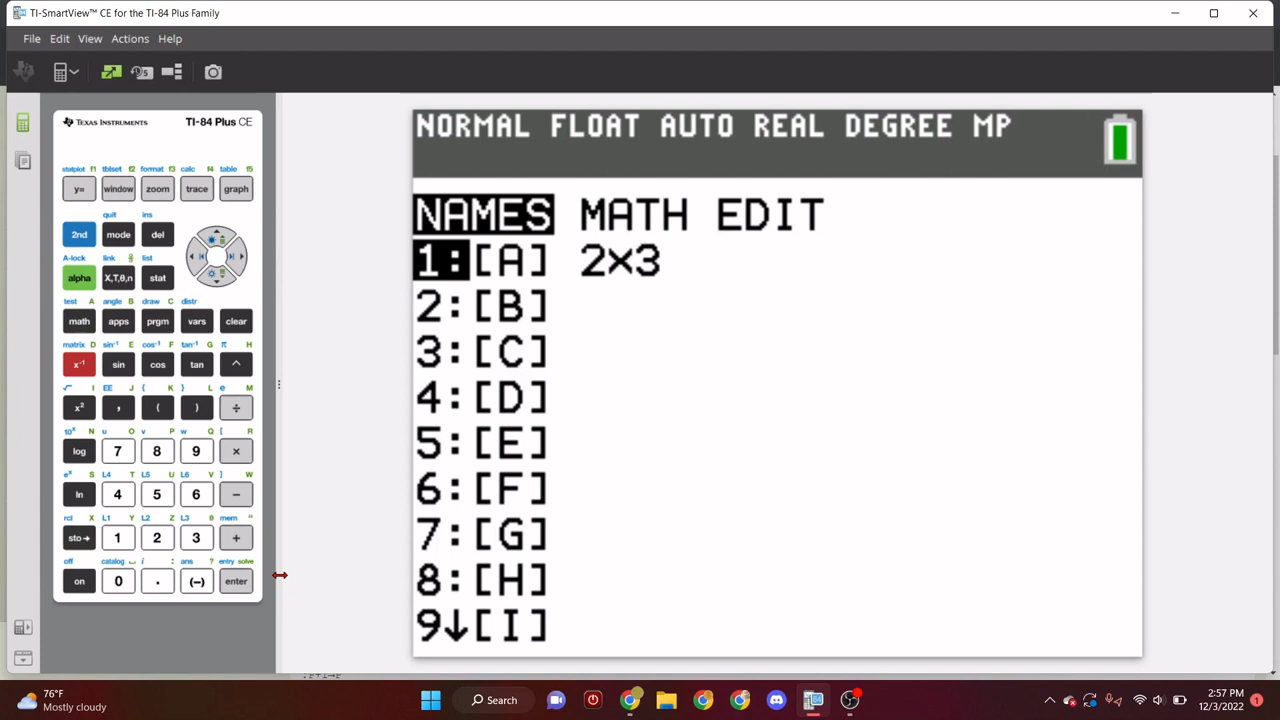 TI-SmartView™ CE for the TI-84 Plus Family
File Edit View Actions Help
TEXAS INSTRUMENTS TI-84 Plus CE
statplot f1 tblset f2 format f3 calc f4 table f5
y= window zoom trace graph
quit ins
2nd mode del
A-lock link list
alpha X,T,θ,n stat
test A angle B draw C distr
math apps prgm vars clear
matrix D sin⁻¹ E cos⁻¹ F tan⁻¹ G π H
x⁻¹ sin cos tan ^
√ I EE J { K } L e M
x² , ( ) ÷
10ˣ N u O v P w Q [ R
log 7 8 9 ×
eˣ S L4 T L5 U L6 V ] W
ln 4 5 6 −
rcl X L1 Y L2 Z L3 θ mem "
sto→ 1 2 3 +
off catalog ⎵ i : ans ? entry solve
on 0 . (−) enter
NORMAL FLOAT AUTO REAL DEGREE MP
NAMES MATH EDIT
1:[A] 2×3
2:[B]
3:[C]
4:[D]
5:[E]
6:[F]
7:[G]
8:[H]
9↓[I]
76°F
Mostly cloudy
Search
2:57 PM
12/3/2022
1